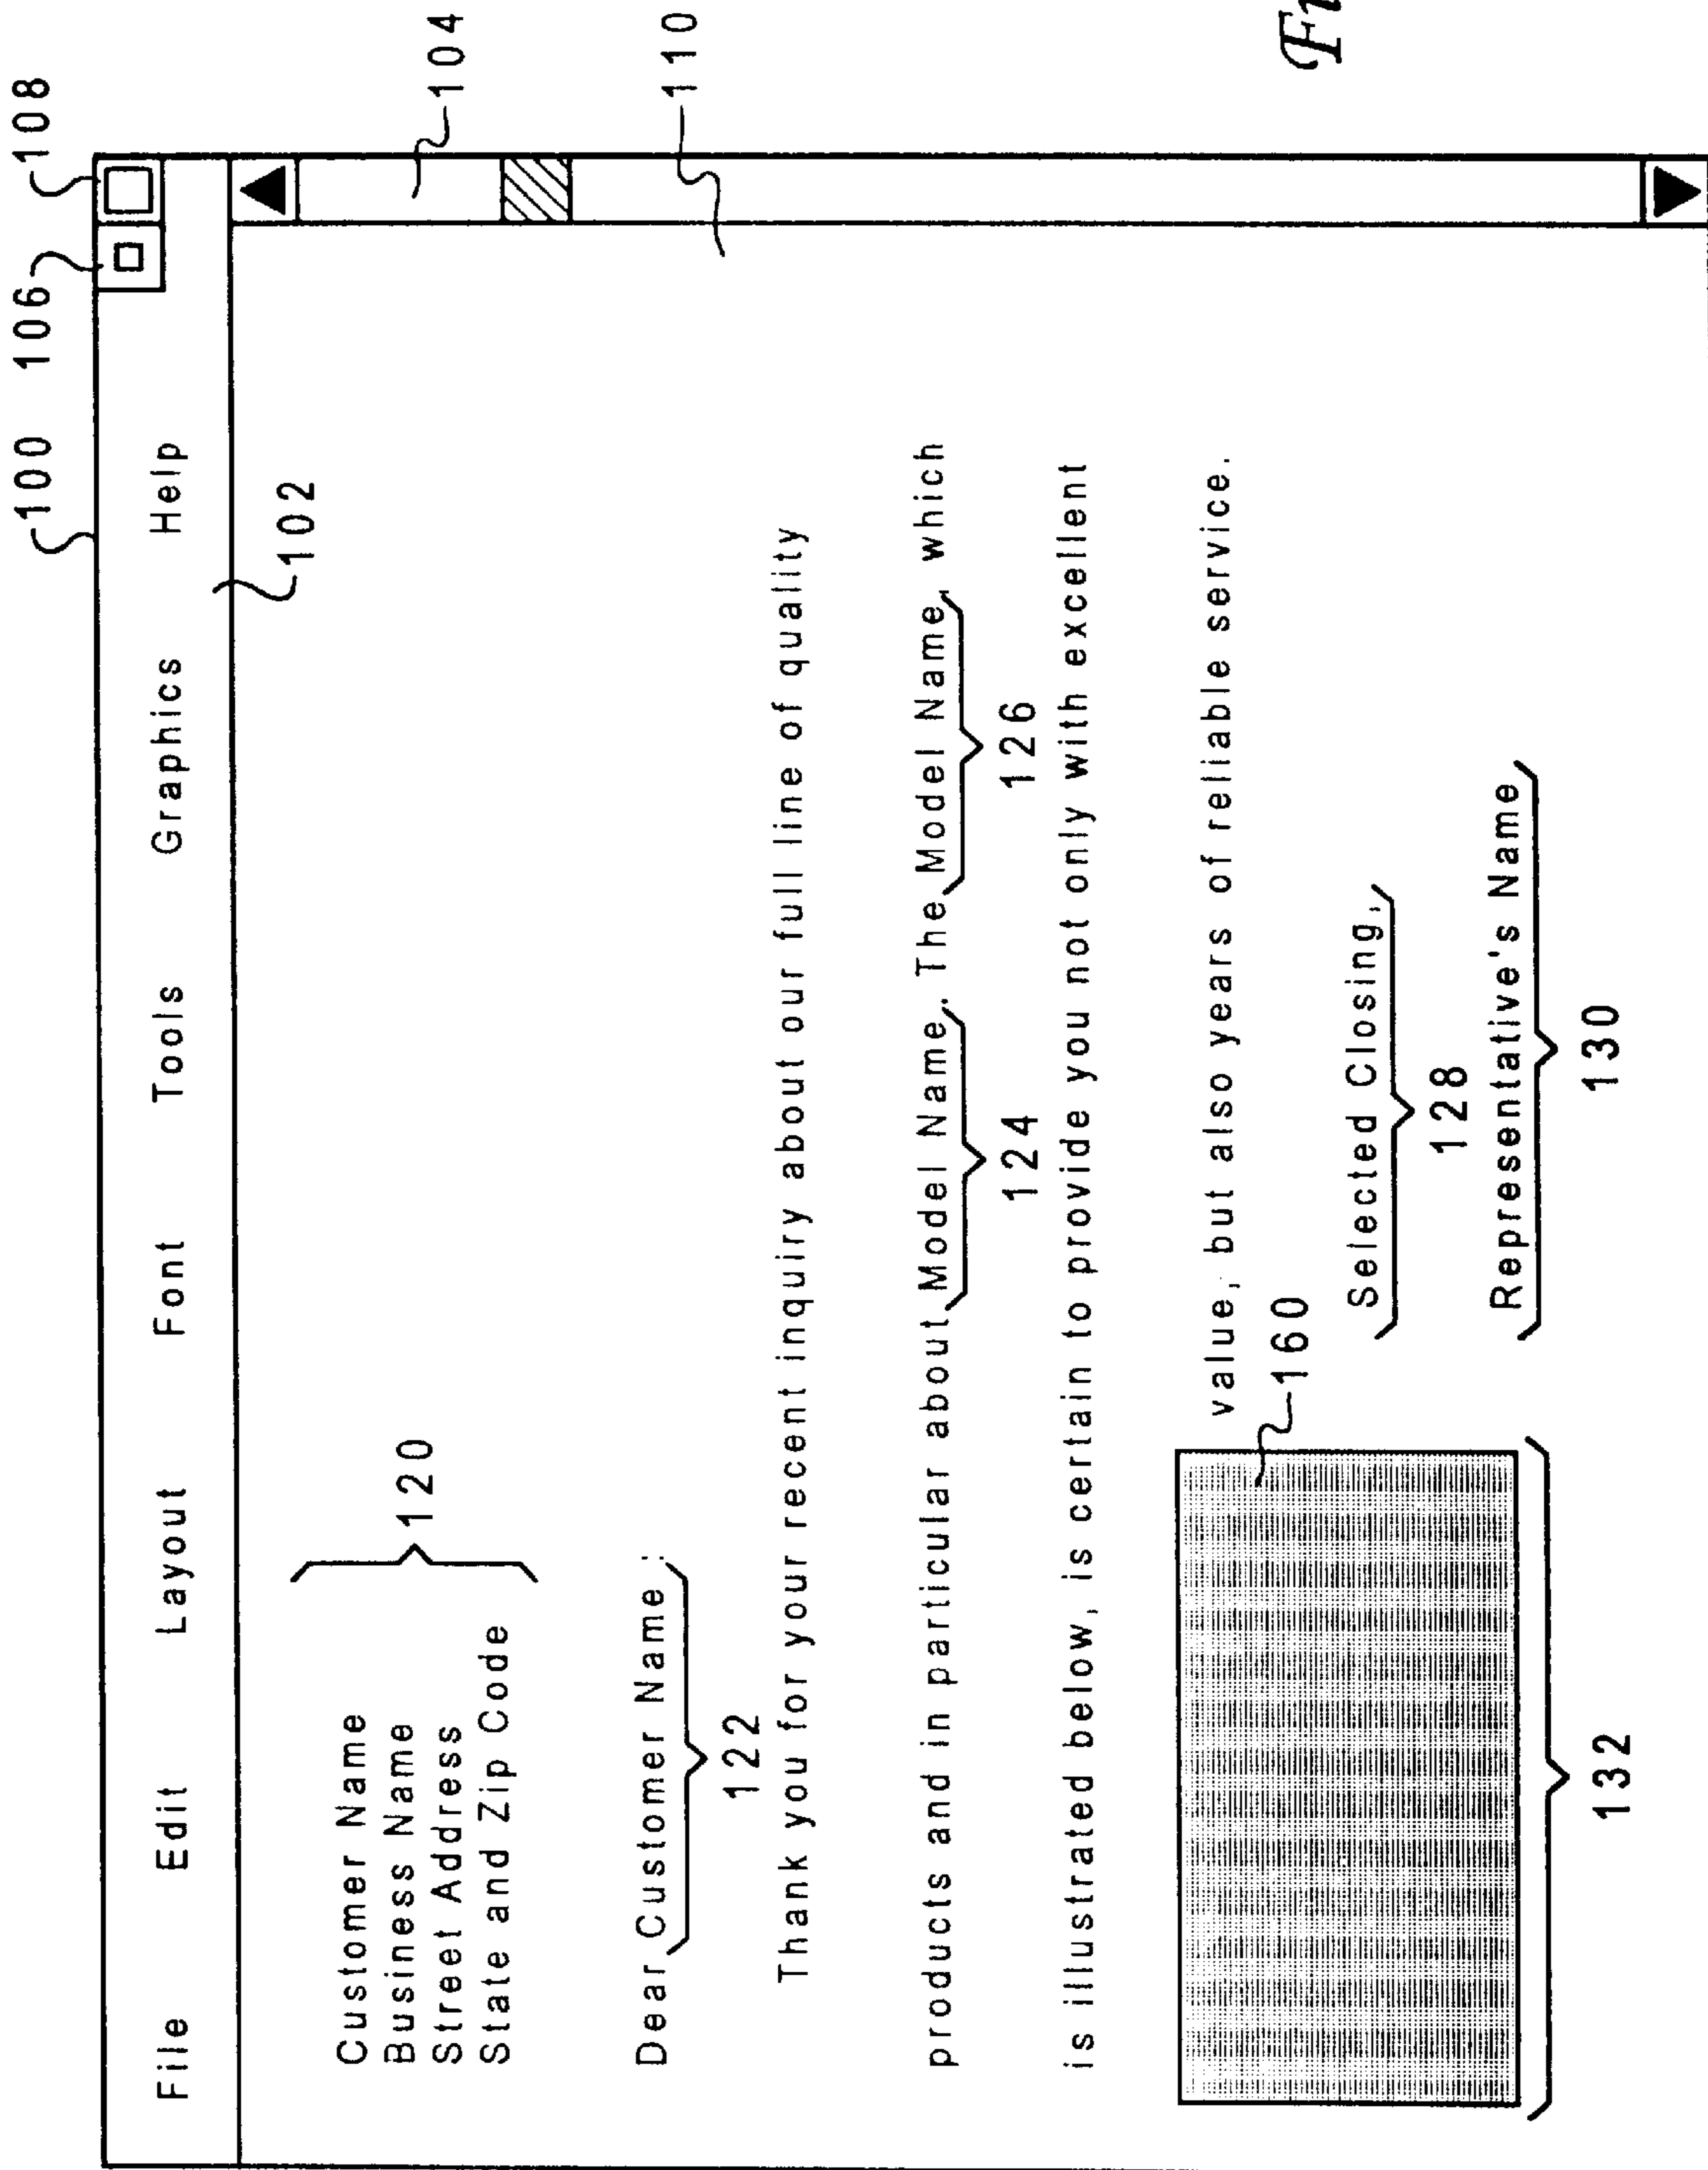 100 106 108
File Edit Layout Font Tools Graphics Help
102
104
Customer Name
Business Name
Street Address
State and Zip Code
120
110
Dear Customer Name:
122
Thank you for your recent inquiry about our full line of quality
products and in particular about Model Name. The Model Name, which
124 126
is illustrated below, is certain to provide you not only with excellent
value, but also years of reliable service.
160
Selected Closing,
128
Representative's Name
130
132